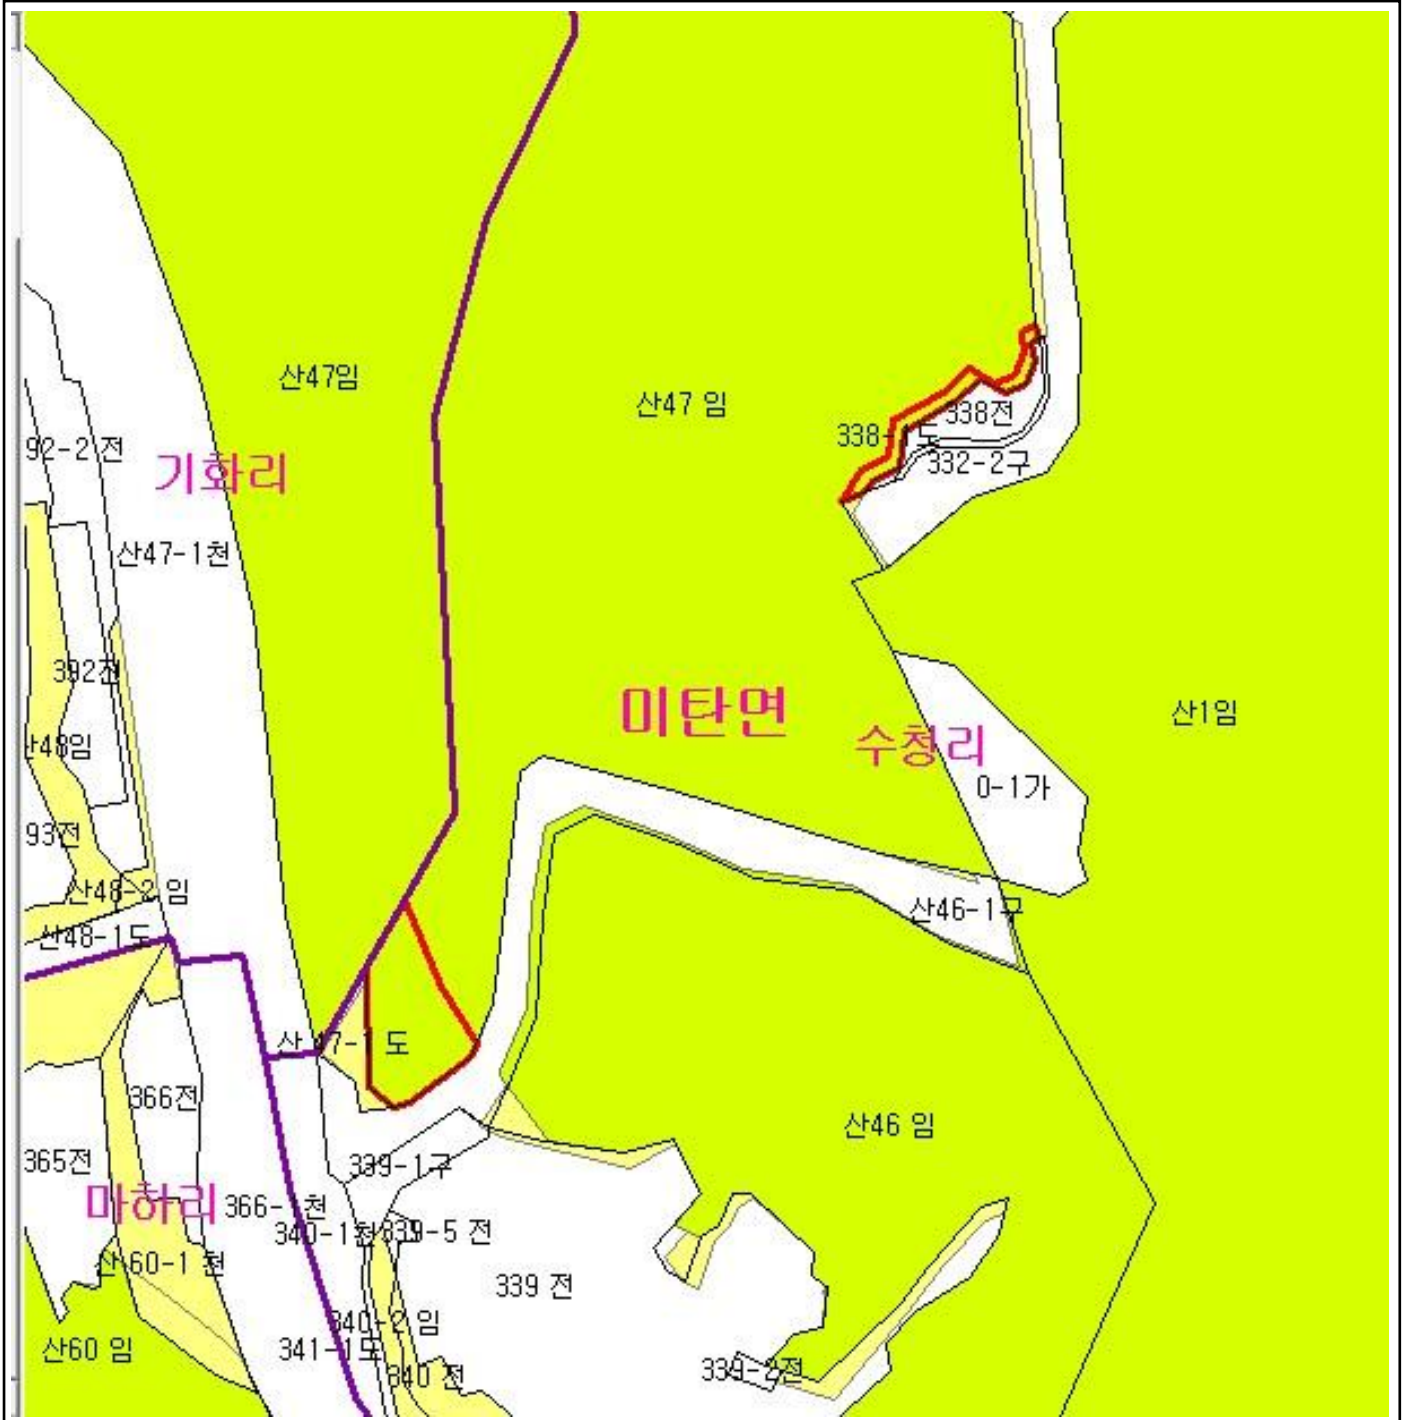 산47임
산47 임
338전
338-1도
332-2구
92-2 전
기화리
산47-1천
392전
미탄면
산1임
수청리
산48임
0-1가
93전
산48-2 임
산46-1구
산48-1도
산 47-1 도
366전
산46 임
365전
339-1구
마하리
366-1천
340-1천
339-5 전
산 60-1 천
339 전
340-2 임
341-1도
산60 임
340 전
339-2전